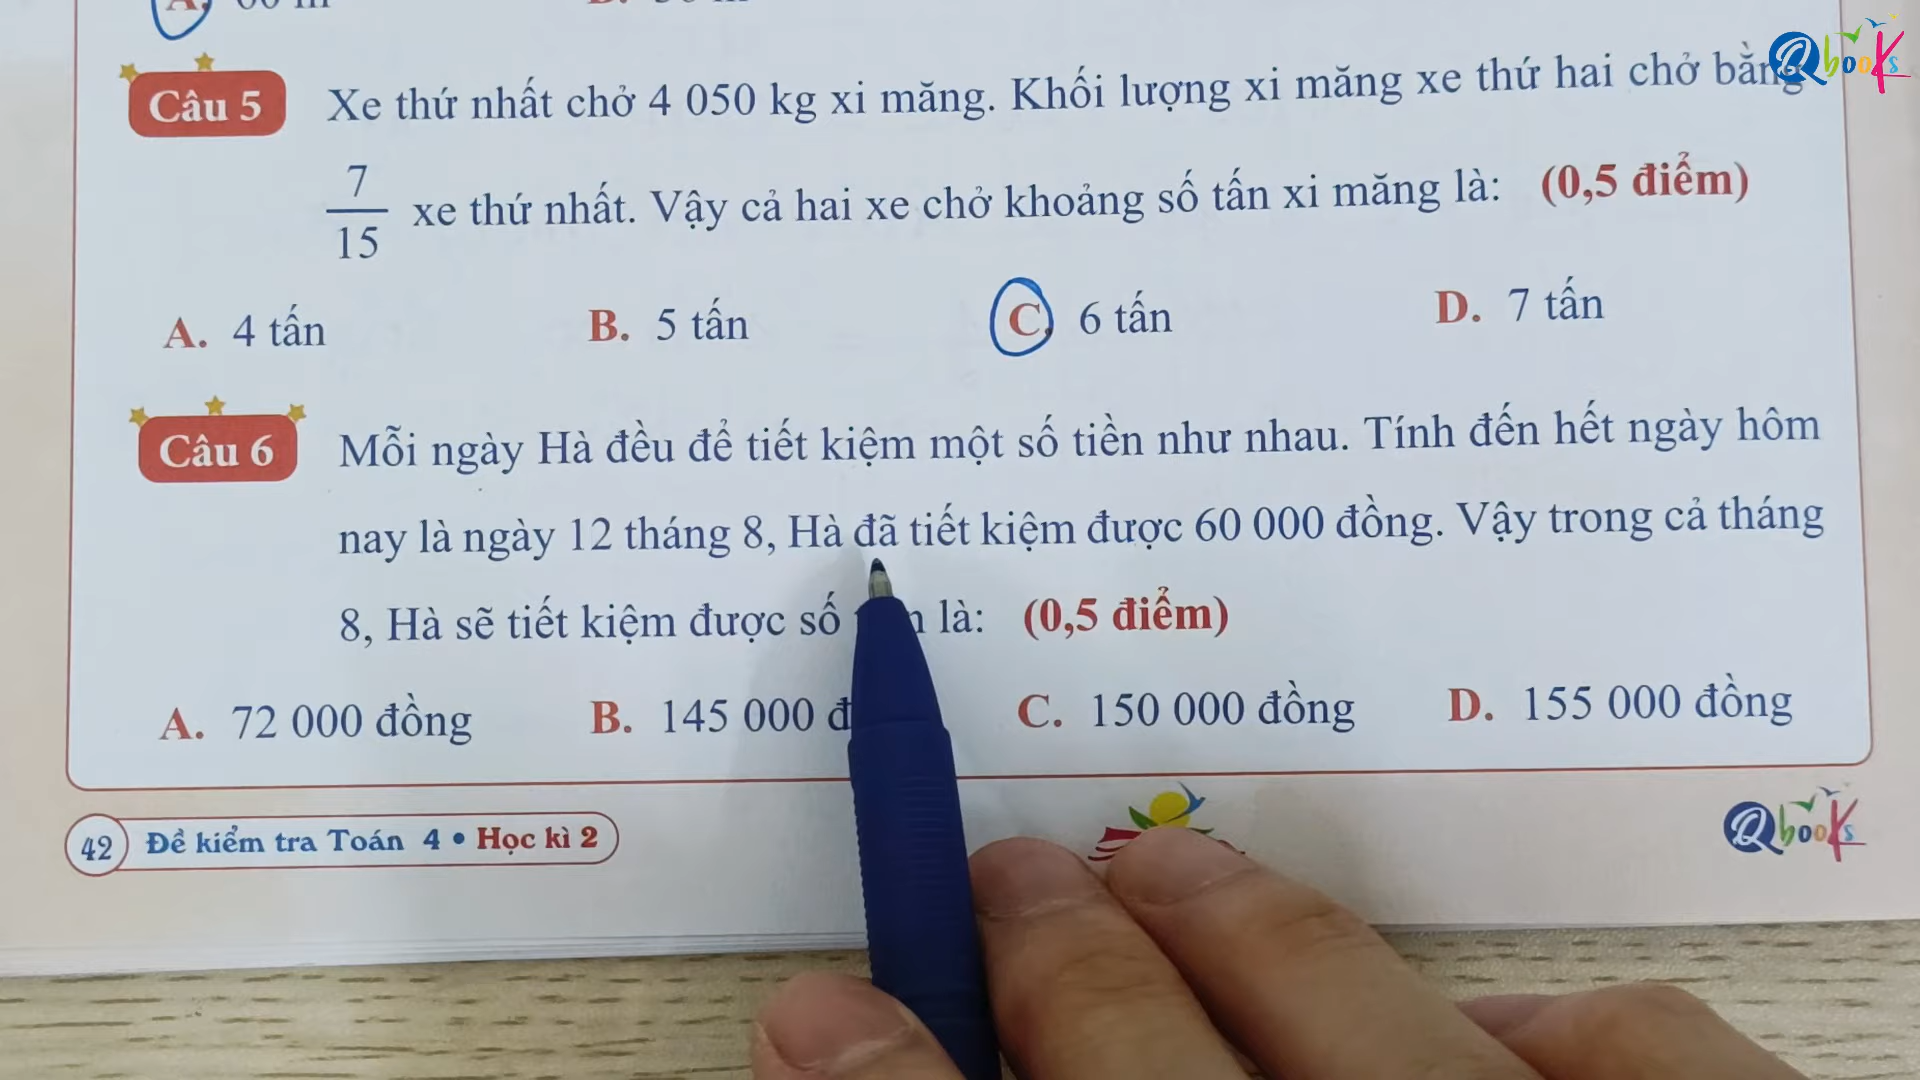 Qbooks
Câu 5 Xe thứ nhất chở 4 050 kg xi măng. Khối lượng xi măng xe thứ hai chở bằng
7
15 xe thứ nhất. Vậy cả hai xe chở khoảng số tấn xi măng là: (0,5 điểm)
A. 4 tấn B. 5 tấn C. 6 tấn D. 7 tấn
Câu 6 Mỗi ngày Hà đều để tiết kiệm một số tiền như nhau. Tính đến hết ngày hôm
nay là ngày 12 tháng 8, Hà đã tiết kiệm được 60 000 đồng. Vậy trong cả tháng
8, Hà sẽ tiết kiệm được số là: (0,5 điểm)
A. 72 000 đồng B. 145 000 C. 150 000 đồng D. 155 000 đồng
42 Đề kiểm tra Toán 4 • Học kì 2
Qbooks